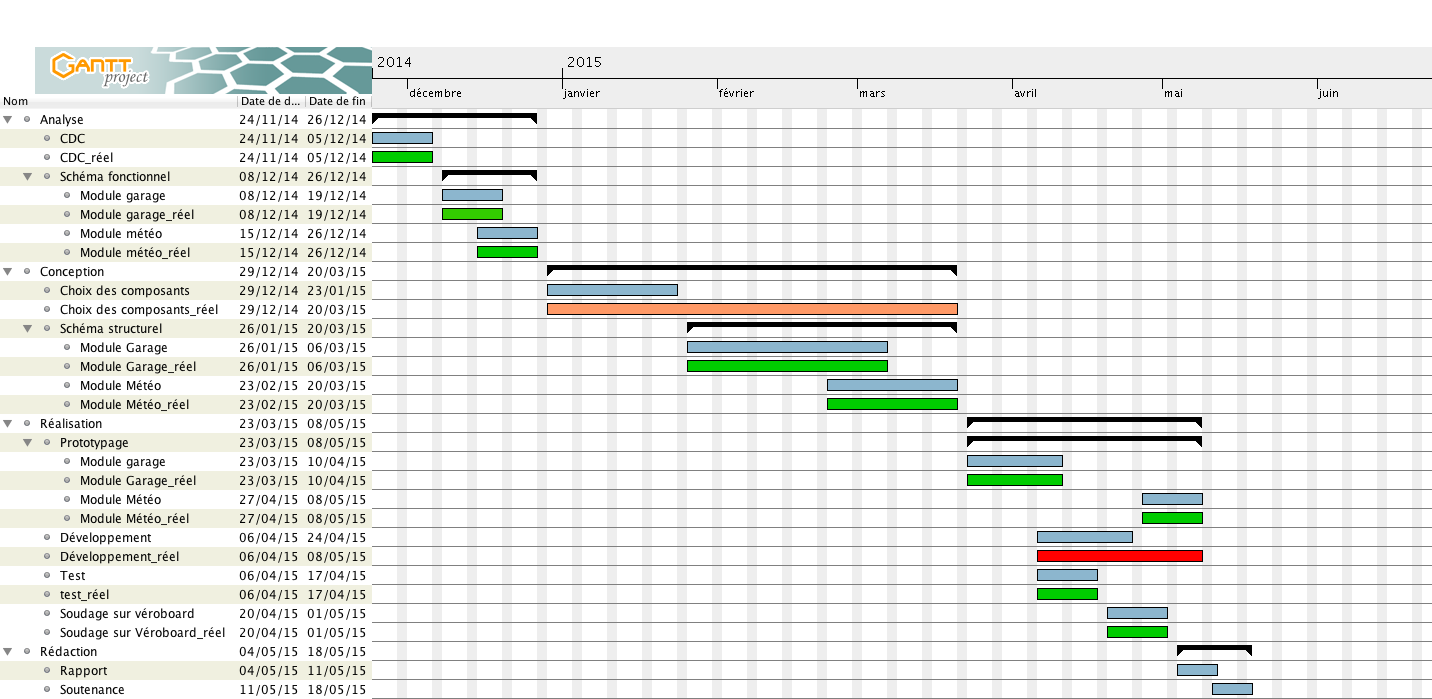 GANTT
project
2014 2015
décembre janvier février mars avril mai juin
Nom Date de d... Date de fin
Analyse 24/11/14 26/12/14
CDC 24/11/14 05/12/14
CDC_réel 24/11/14 05/12/14
Schéma fonctionnel 08/12/14 26/12/14
Module garage 08/12/14 19/12/14
Module garage_réel 08/12/14 19/12/14
Module météo 15/12/14 26/12/14
Module météo_réel 15/12/14 26/12/14
Conception 29/12/14 20/03/15
Choix des composants 29/12/14 23/01/15
Choix des composants_réel 29/12/14 20/03/15
Schéma structurel 26/01/15 20/03/15
Module Garage 26/01/15 06/03/15
Module Garage_réel 26/01/15 06/03/15
Module Météo 23/02/15 20/03/15
Module Météo_réel 23/02/15 20/03/15
Réalisation 23/03/15 08/05/15
Prototypage 23/03/15 08/05/15
Module garage 23/03/15 10/04/15
Module Garage_réel 23/03/15 10/04/15
Module Météo 27/04/15 08/05/15
Module Météo_réel 27/04/15 08/05/15
Développement 06/04/15 24/04/15
Développement_réel 06/04/15 08/05/15
Test 06/04/15 17/04/15
test_réel 06/04/15 17/04/15
Soudage sur véroboard 20/04/15 01/05/15
Soudage sur Véroboard_réel 20/04/15 01/05/15
Rédaction 04/05/15 18/05/15
Rapport 04/05/15 11/05/15
Soutenance 11/05/15 18/05/15